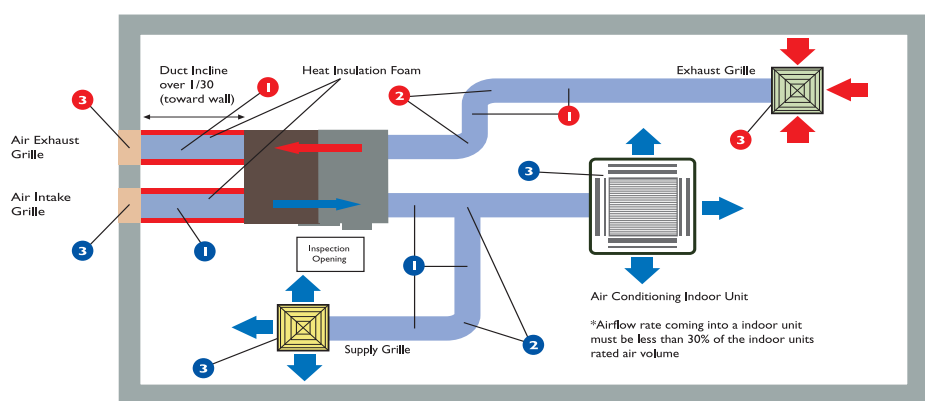 Duct Incline
over 1/30
(toward wall)
Heat Insulation Foam
Exhaust Grille
1
2
3
1
3
Air Exhaust
Grille
Air Intake
Grille
3
3
1
Inspection
Opening
1
2
3
Supply Grille
3
Air Conditioning Indoor Unit
*Airflow rate coming into a indoor unit
must be less than 30% of the indoor units
rated air volume